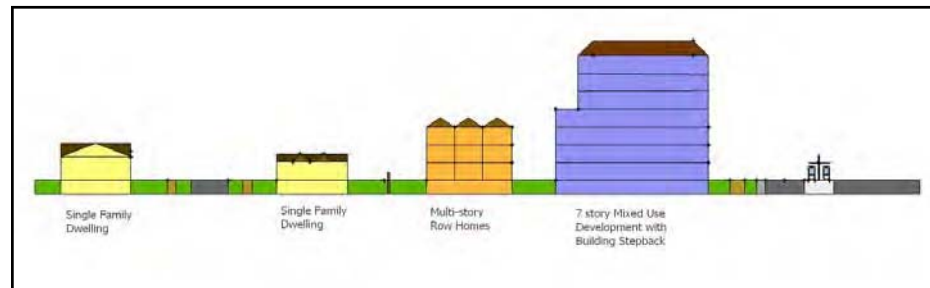 Single Family
Dwelling
Single Family
Dwelling
Multi-story
Row Homes
7 story Mixed Use
Development with
Building Stepback